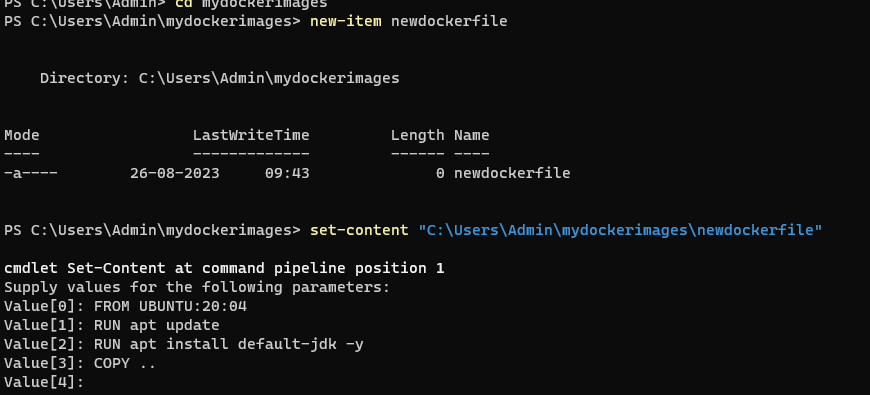 PS C:\Users\Admin> cd mydockerimages
PS C:\Users\Admin\mydockerimages> new-item newdockerfile
Directory: C:\Users\Admin\mydockerimages
Mode LastWriteTime Length Name
---- ------------- ------ ----
-a---- 26-08-2023 09:43 0 newdockerfile
PS C:\Users\Admin\mydockerimages> set-content "C:\Users\Admin\mydockerimages\newdockerfile"
cmdlet Set-Content at command pipeline position 1
Supply values for the following parameters:
Value[0]: FROM UBUNTU:20:04
Value[1]: RUN apt update
Value[2]: RUN apt install default-jdk -y
Value[3]: COPY ..
Value[4]: